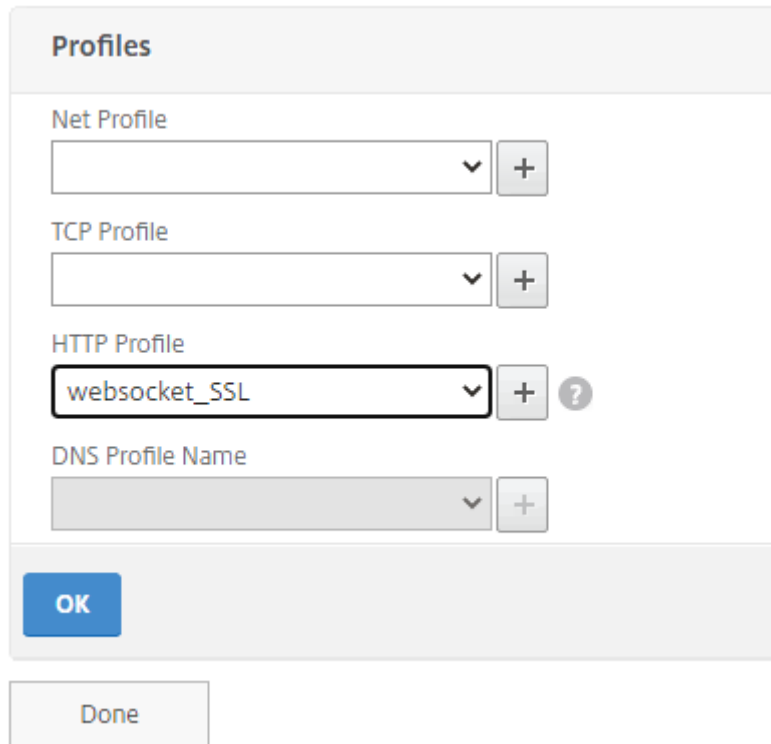 Profiles
Net Profile
TCP Profile
HTTP Profile
websocket_SSL
DNS Profile Name
OK
Done